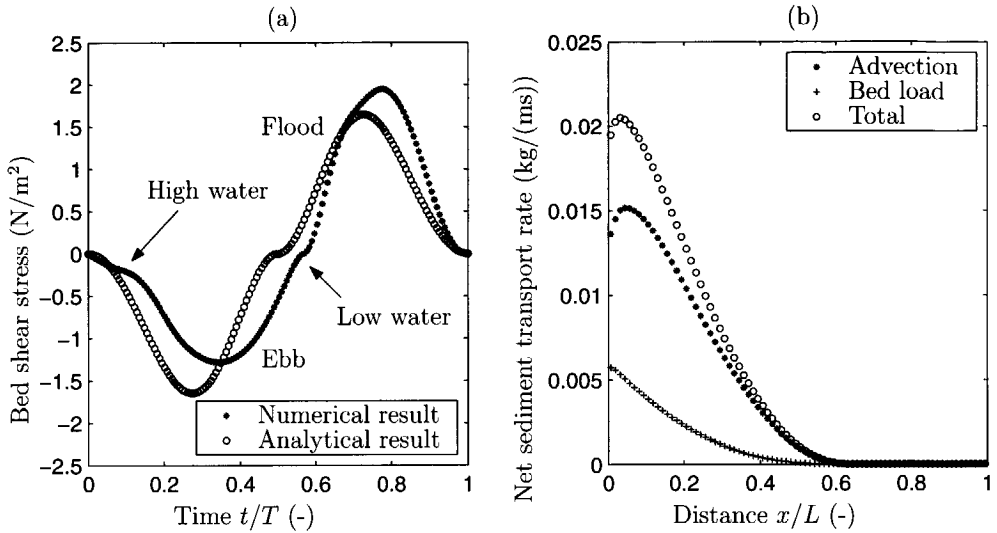 (a)
Bed shear stress (N/m²)
2.5
2
1.5
1
0.5
0
−0.5
−1
−1.5
−2
−2.5
Flood
High water
Low water
Ebb
Numerical result
Analytical result
0 0.2 0.4 0.6 0.8 1
Time t/T (-)
(b)
Net sediment transport rate (kg/(ms))
0.025
0.02
0.015
0.01
0.005
0
Advection
Bed load
Total
0 0.2 0.4 0.6 0.8 1
Distance x/L (-)